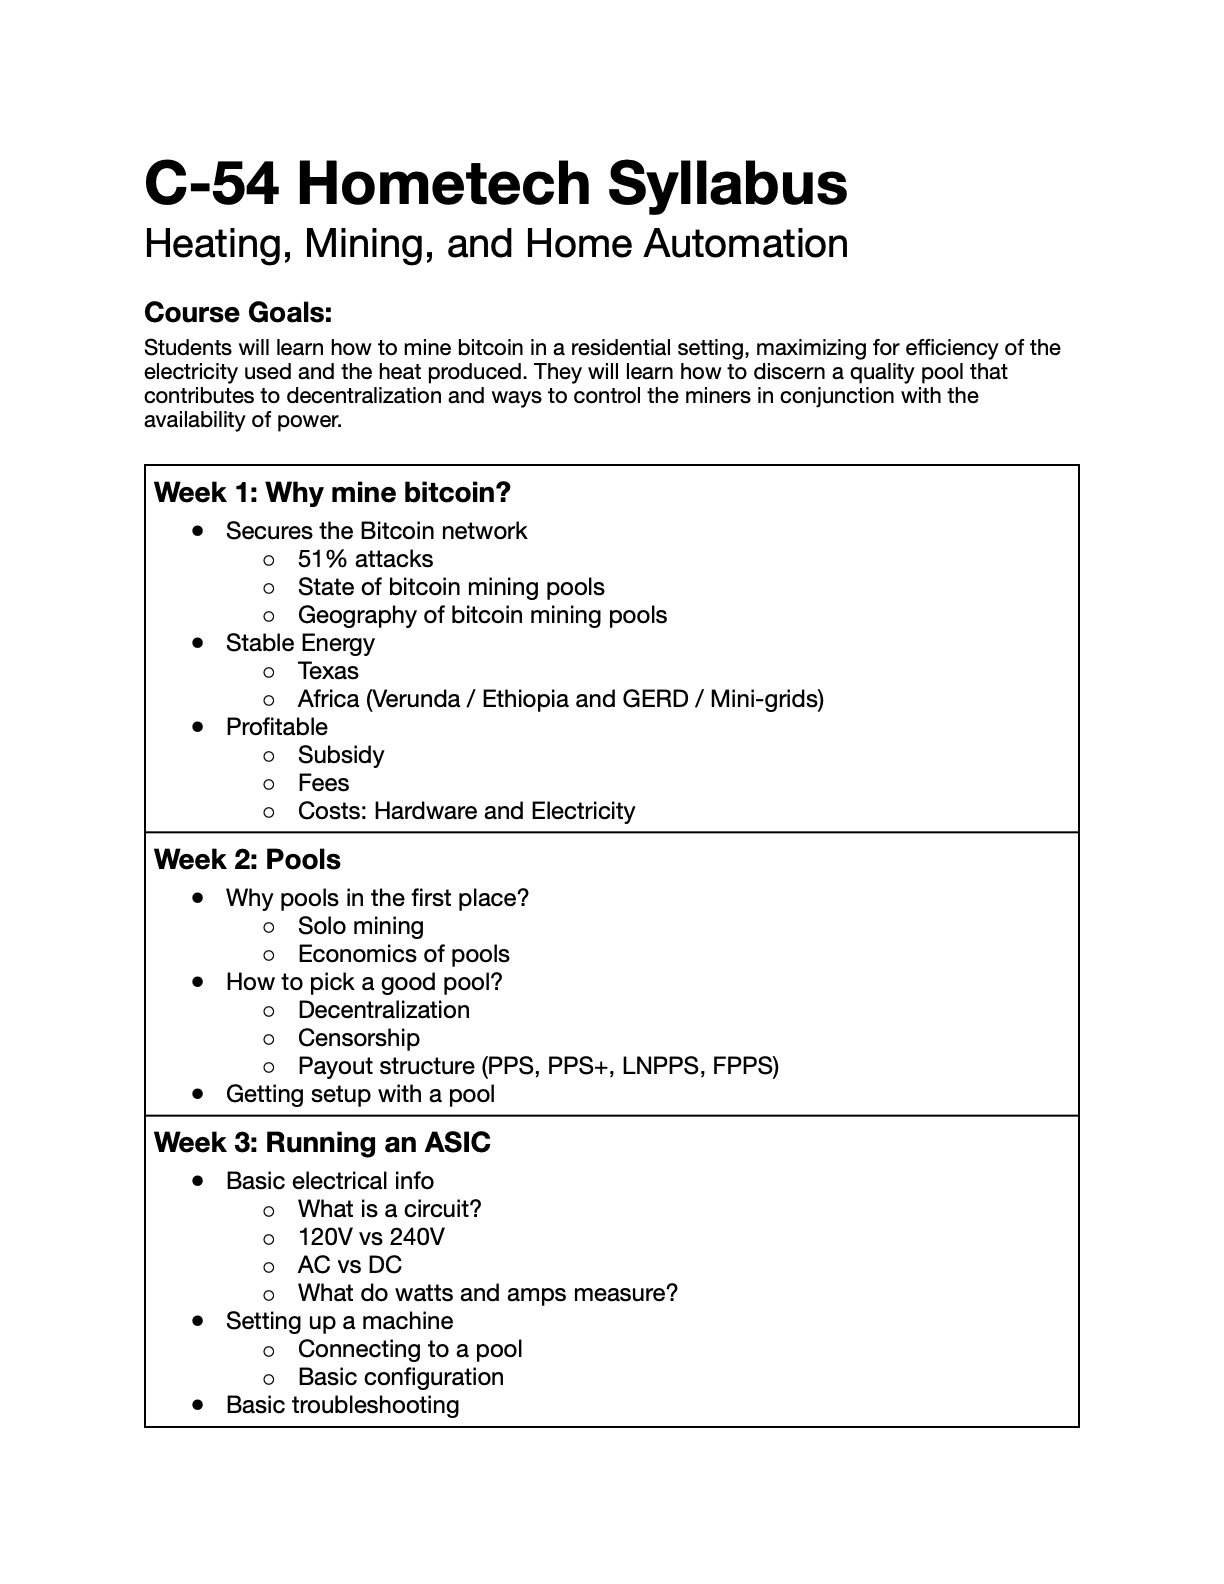 C-54 Hometech Syllabus
Heating, Mining, and Home Automation
Course Goals:
Students will learn how to mine bitcoin in a residential setting, maximizing for efficiency of the
electricity used and the heat produced. They will learn how to discern a quality pool that
contributes to decentralization and ways to control the miners in conjunction with the
availability of power.
Week 1: Why mine bitcoin?
● Secures the Bitcoin network
○ 51% attacks
○ State of bitcoin mining pools
○ Geography of bitcoin mining pools
● Stable Energy
○ Texas
○ Africa (Verunda / Ethiopia and GERD / Mini-grids)
● Profitable
○ Subsidy
○ Fees
○ Costs: Hardware and Electricity
Week 2: Pools
● Why pools in the first place?
○ Solo mining
○ Economics of pools
● How to pick a good pool?
○ Decentralization
○ Censorship
○ Payout structure (PPS, PPS+, LNPPS, FPPS)
● Getting setup with a pool
Week 3: Running an ASIC
● Basic electrical info
○ What is a circuit?
○ 120V vs 240V
○ AC vs DC
○ What do watts and amps measure?
● Setting up a machine
○ Connecting to a pool
○ Basic configuration
● Basic troubleshooting